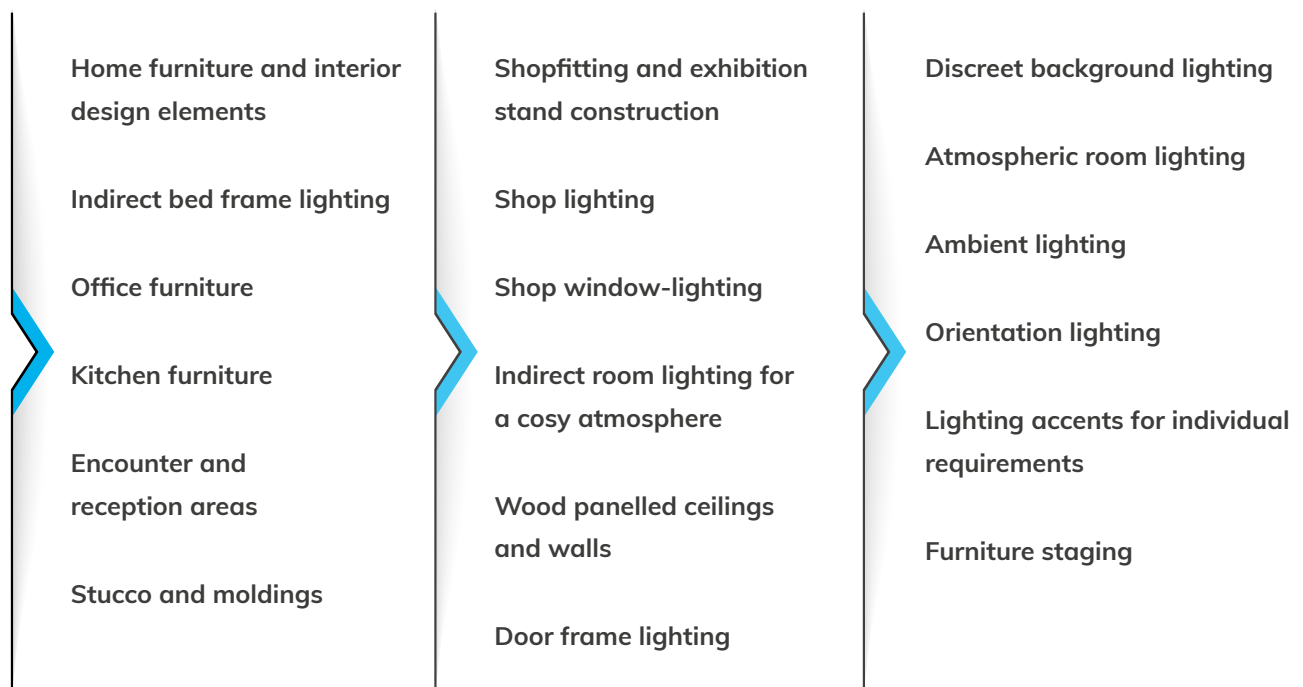 Home furniture and interior
design elements
Indirect bed frame lighting
Office furniture
Kitchen furniture
Encounter and
reception areas
Stucco and moldings
Shopfitting and exhibition
stand construction
Shop lighting
Shop window-lighting
Indirect room lighting for
a cosy atmosphere
Wood panelled ceilings
and walls
Door frame lighting
Discreet background lighting
Atmospheric room lighting
Ambient lighting
Orientation lighting
Lighting accents for individual
requirements
Furniture staging